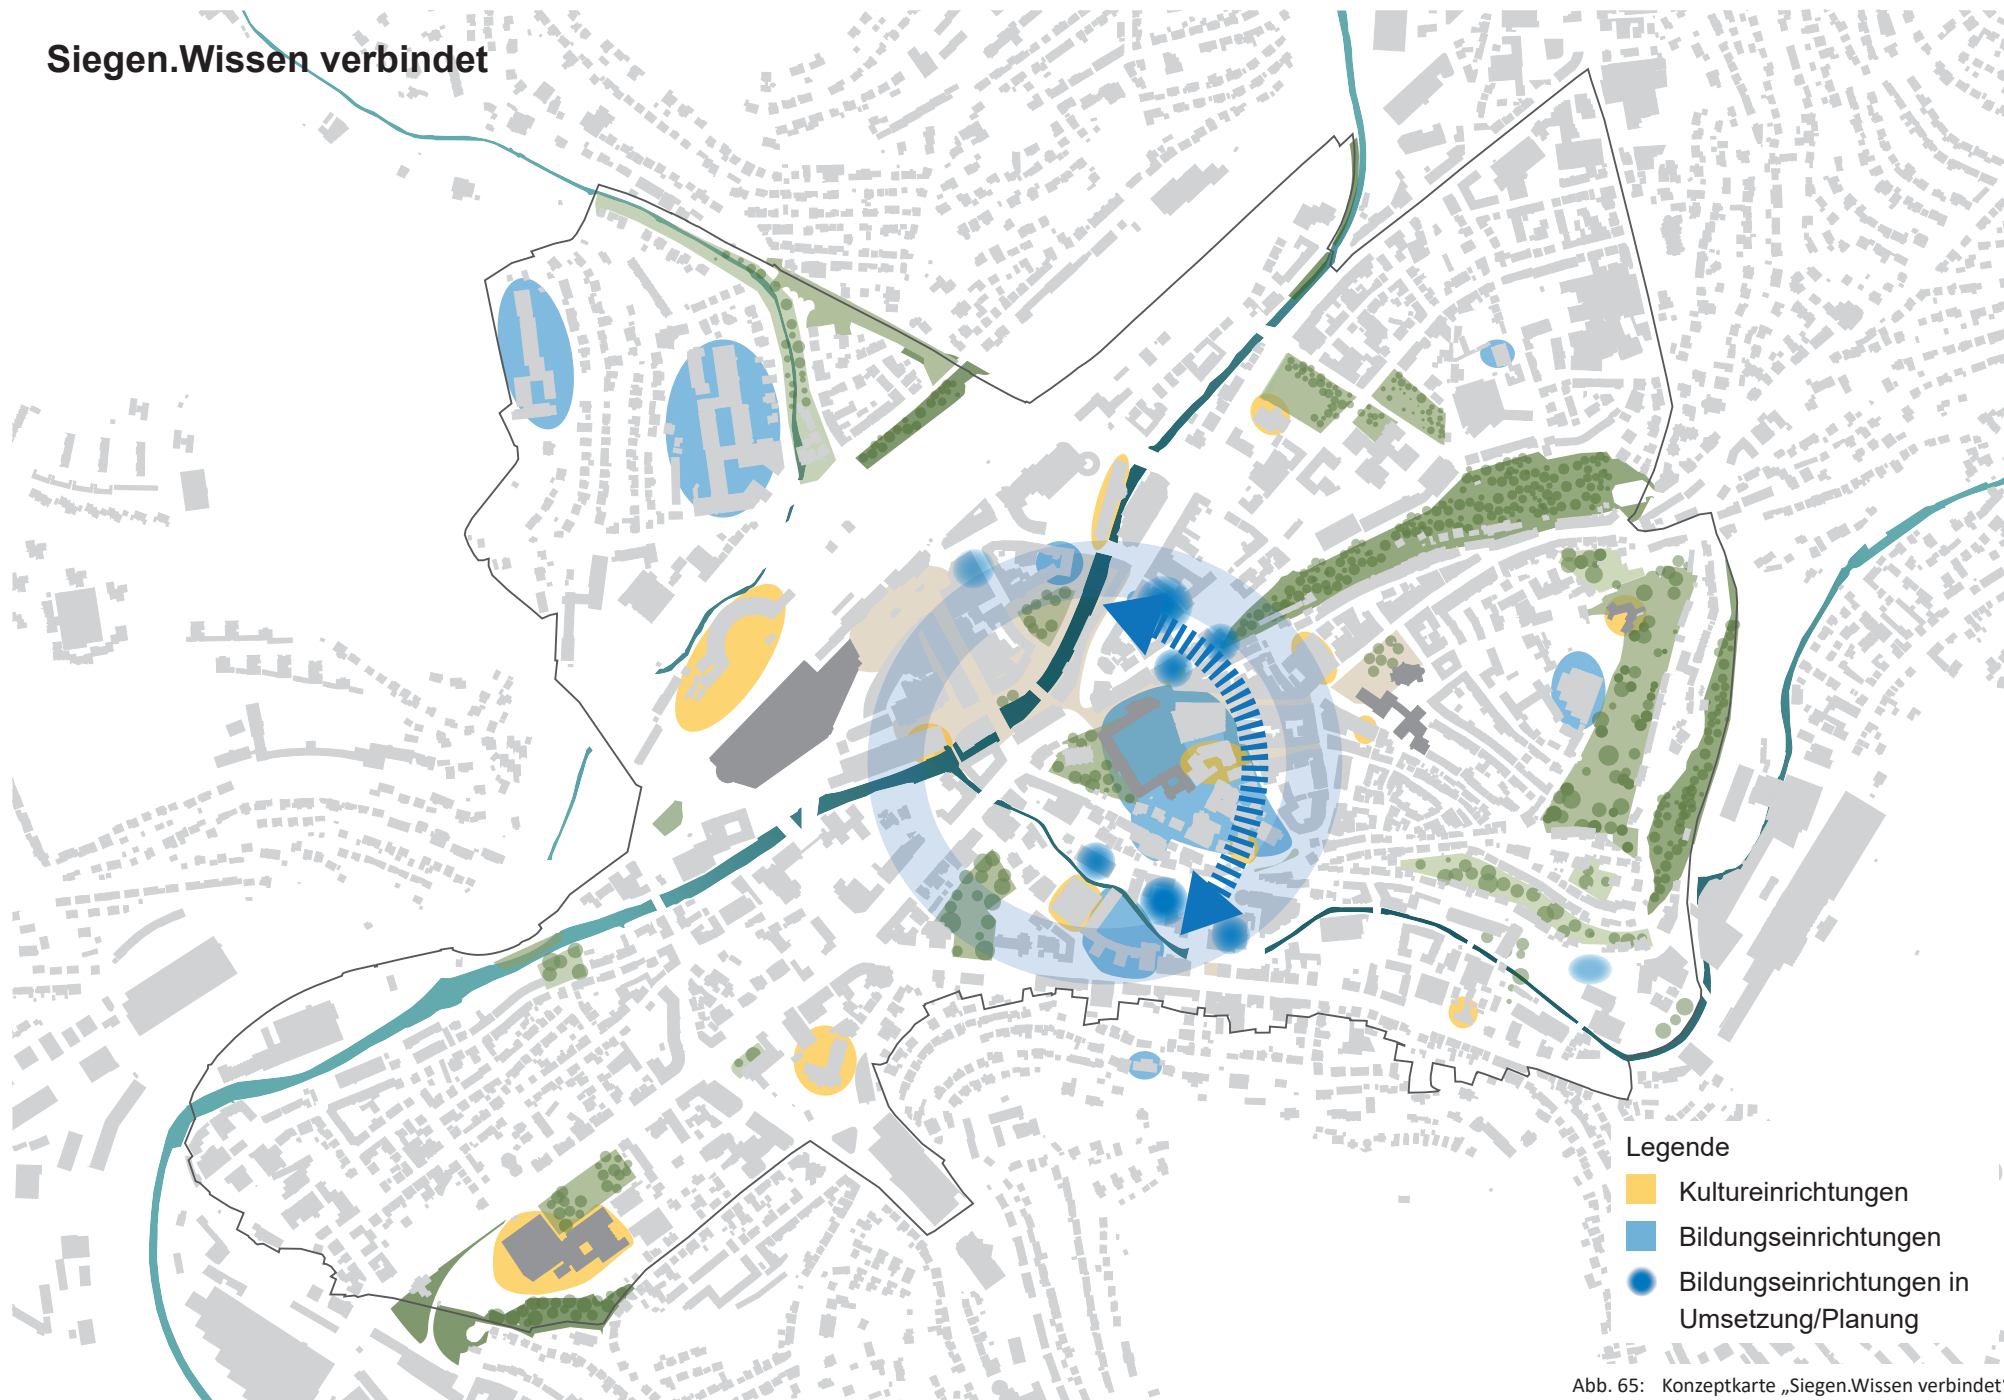 Siegen.Wissen verbindet
Legende
Kultureinrichtungen
Bildungseinrichtungen
Bildungseinrichtungen in
Umsetzung/Planung
Abb. 65: Konzeptkarte „Siegen.Wissen verbindet“